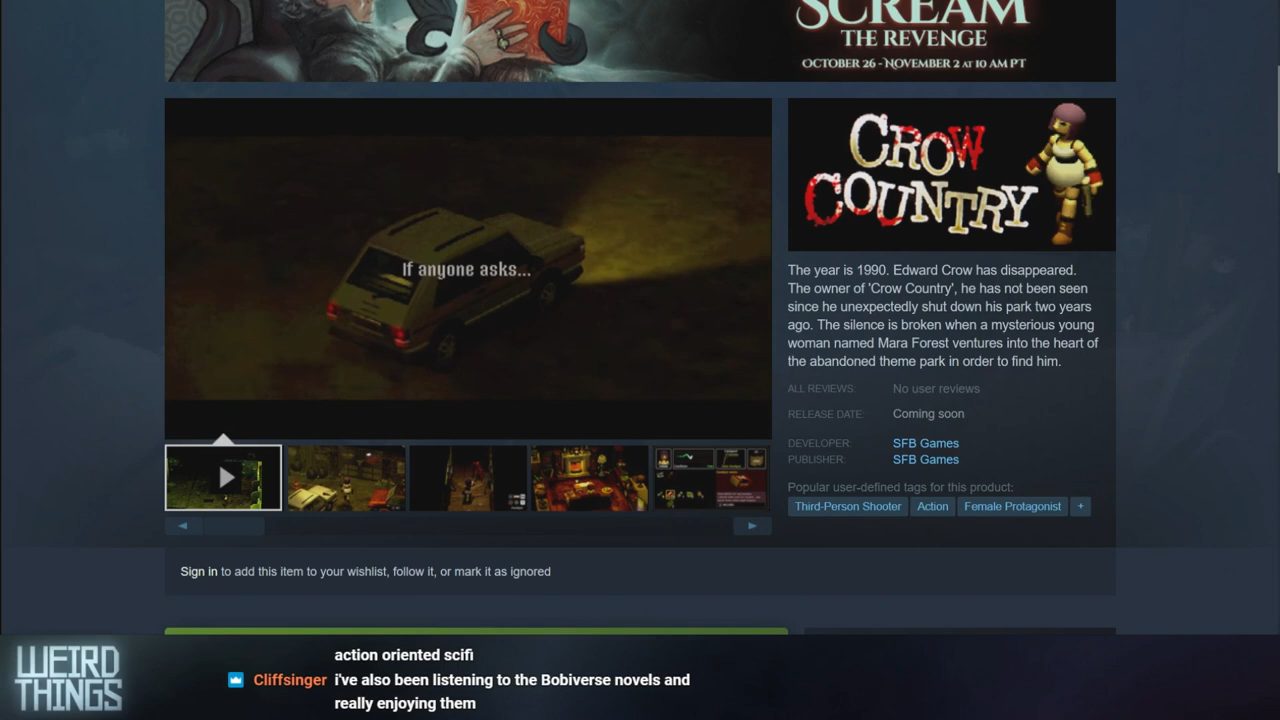 SCREAM
THE REVENGE
OCTOBER 26 - NOVEMBER 2 AT 10 AM PT
If anyone asks...
CROW
COUNTRY
The year is 1990. Edward Crow has disappeared.
The owner of 'Crow Country', he has not been seen
since he unexpectedly shut down his park two years
ago. The silence is broken when a mysterious young
woman named Mara Forest ventures into the heart of
the abandoned theme park in order to find him.
ALL REVIEWS: No user reviews
RELEASE DATE: Coming soon
DEVELOPER: SFB Games
PUBLISHER: SFB Games
Popular user-defined tags for this product:
Third-Person Shooter Action Female Protagonist +
Sign in to add this item to your wishlist, follow it, or mark it as ignored
WEIRD
THINGS
action oriented scifi
Cliffsinger i've also been listening to the Bobiverse novels and
really enjoying them